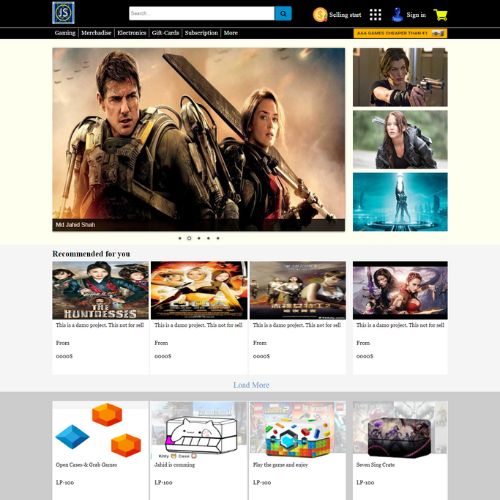 JS
Search...
Selling start
Sign in
Gaming Merchadise Electronics Gift-Cards Subscription More
AAA GAMES CHEAPER THAN $1
Md Jahid Shah
Recommended for you
THE HUNTRESSES
This is a damo project. This not for sell
This is a damo project. This not for sell
This is a damo project. This not for sell
This is a damo project. This not for sell
From
From
From
From
0000$
0000$
0000$
0000$
Load More
Kitty Case
Open Cases & Grab Games
Jahid is comming
Play the game and enjoy
Seven Sing Crate
LP-100
LP-100
LP-100
LP-100